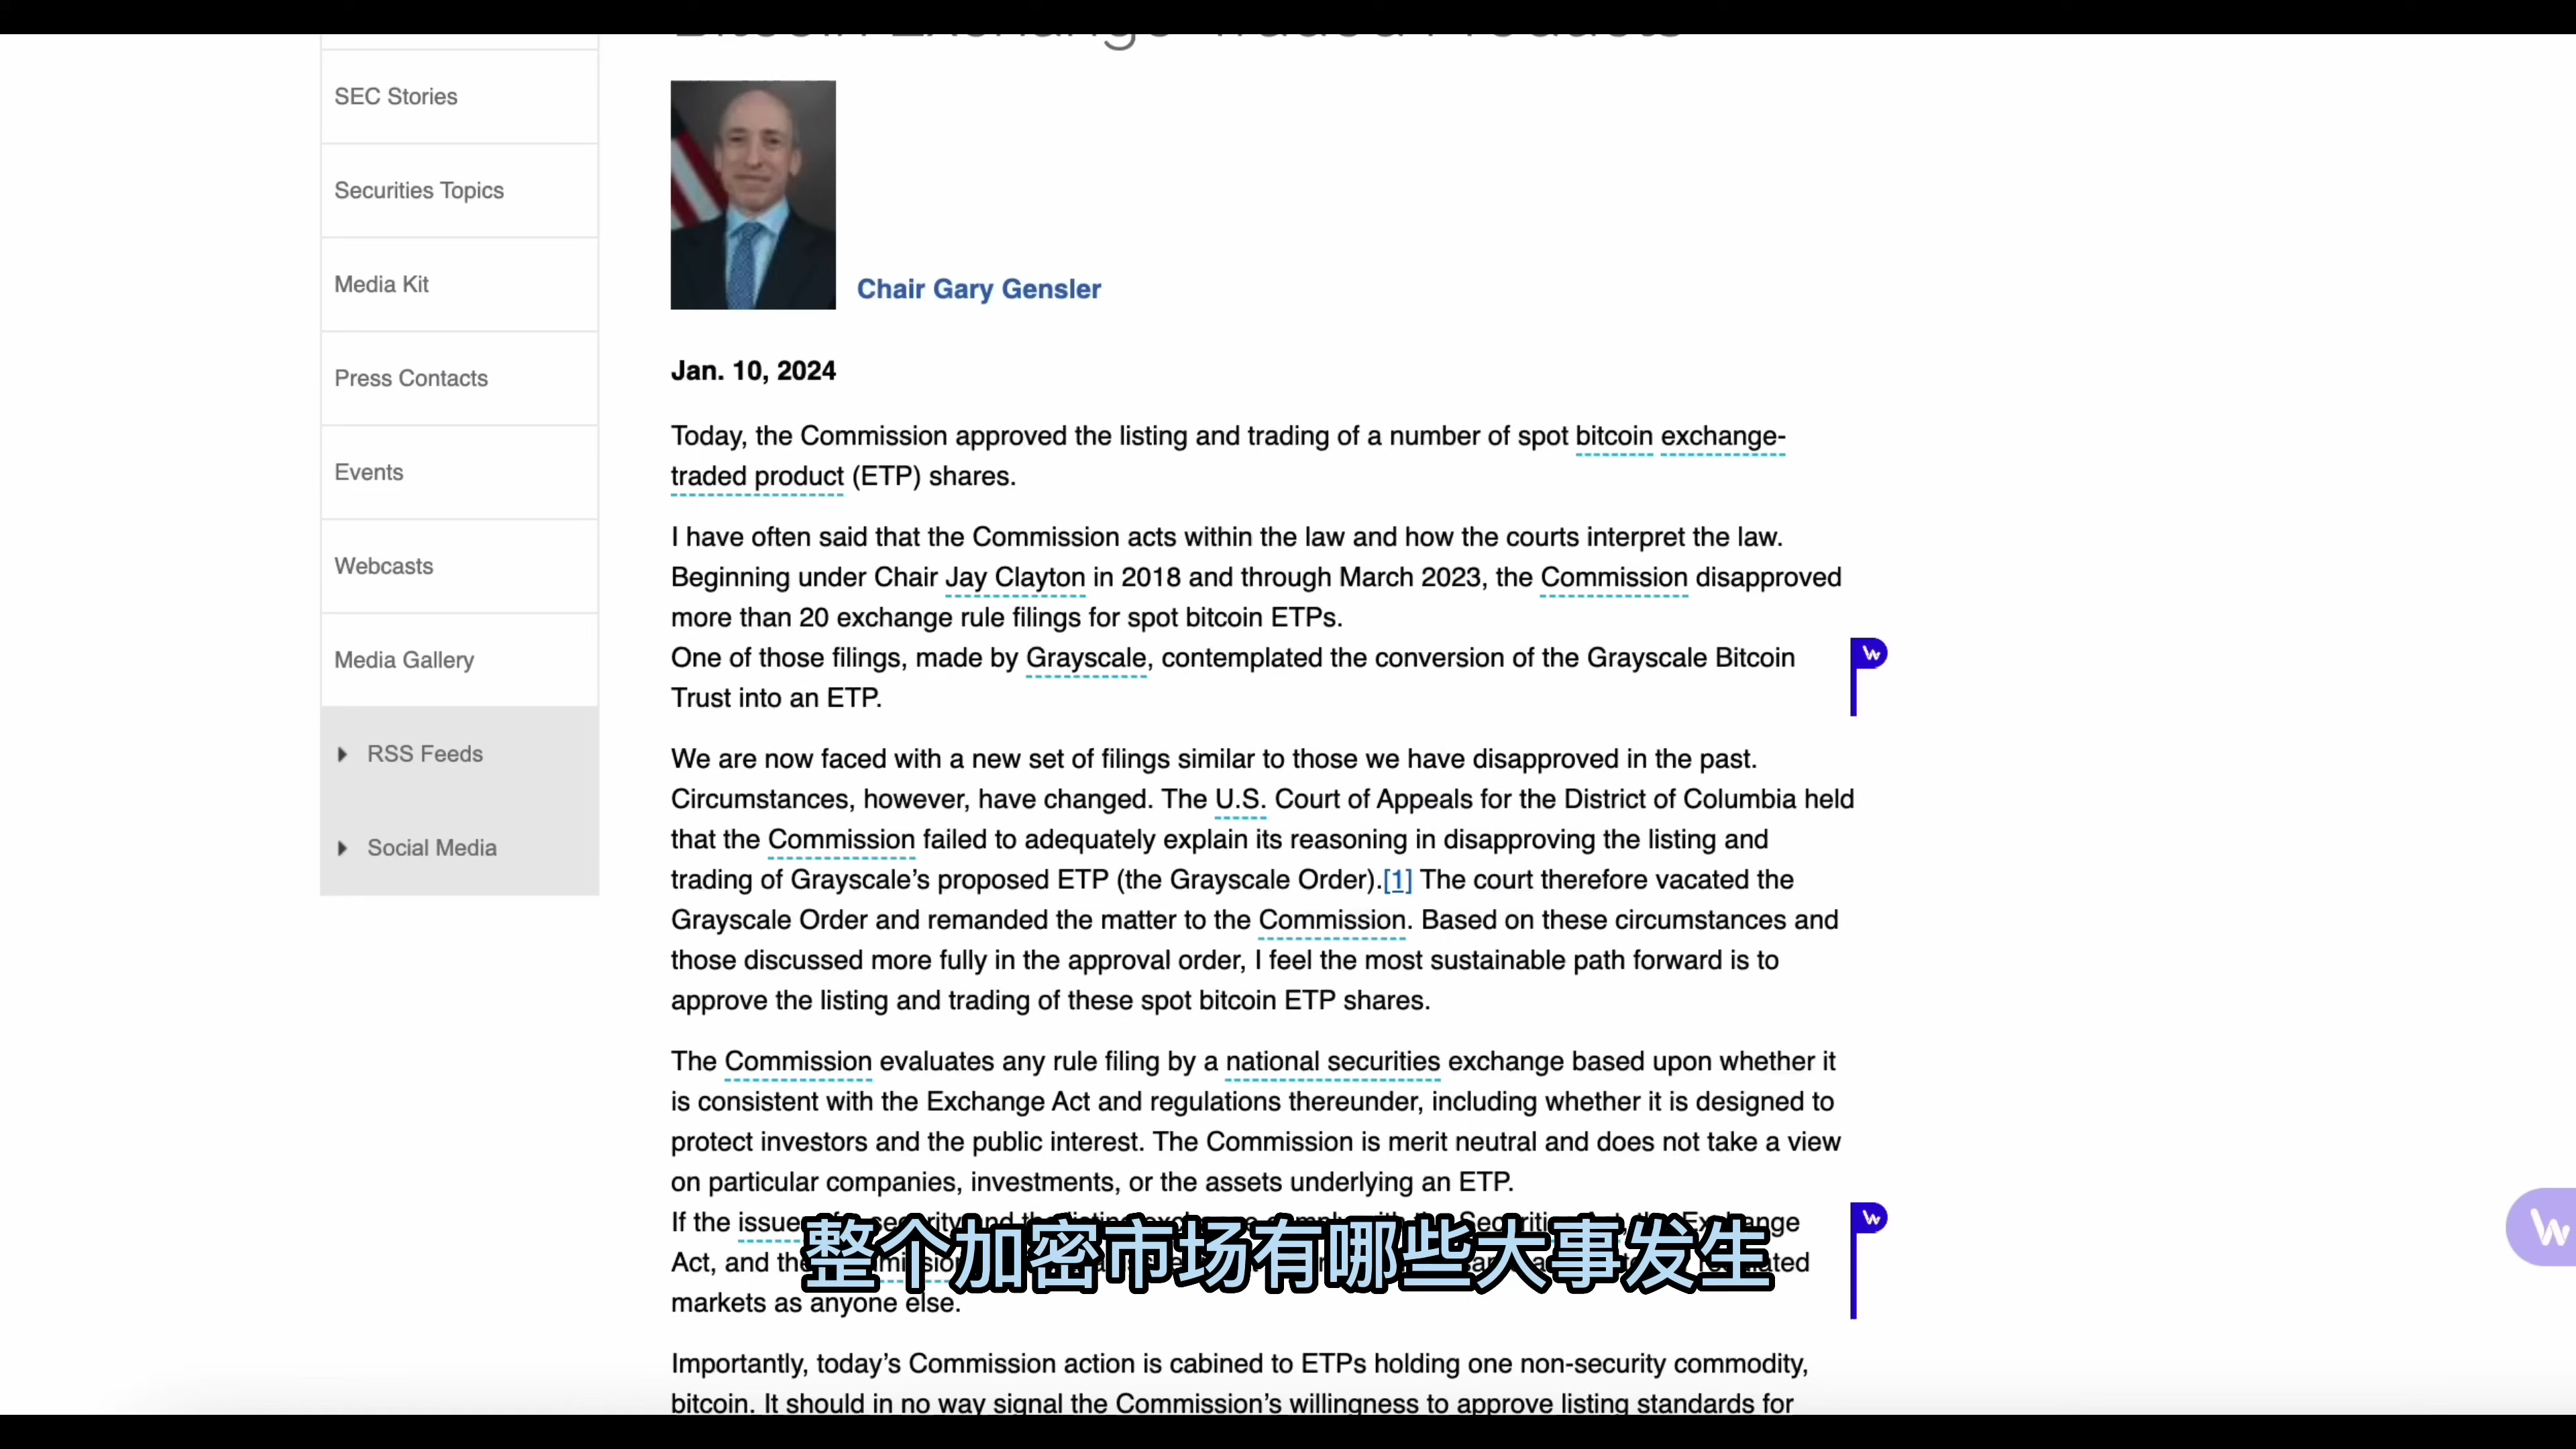 SEC Stories
Securities Topics
Media Kit
Press Contacts
Events
Webcasts
Media Gallery
RSS Feeds
Social Media
Bitcoin Exchange-Traded Products
Chair Gary Gensler
Jan. 10, 2024
Today, the Commission approved the listing and trading of a number of spot bitcoin exchange-
traded product (ETP) shares.
I have often said that the Commission acts within the law and how the courts interpret the law.
Beginning under Chair Jay Clayton in 2018 and through March 2023, the Commission disapproved
more than 20 exchange rule filings for spot bitcoin ETPs.
One of those filings, made by Grayscale, contemplated the conversion of the Grayscale Bitcoin
Trust into an ETP.
We are now faced with a new set of filings similar to those we have disapproved in the past.
Circumstances, however, have changed. The U.S. Court of Appeals for the District of Columbia held
that the Commission failed to adequately explain its reasoning in disapproving the listing and
trading of Grayscale’s proposed ETP (the Grayscale Order).[1] The court therefore vacated the
Grayscale Order and remanded the matter to the Commission. Based on these circumstances and
those discussed more fully in the approval order, I feel the most sustainable path forward is to
approve the listing and trading of these spot bitcoin ETP shares.
The Commission evaluates any rule filing by a national securities exchange based upon whether it
is consistent with the Exchange Act and regulations thereunder, including whether it is designed to
protect investors and the public interest. The Commission is merit neutral and does not take a view
on particular companies, investments, or the assets underlying an ETP.
If the Exchange
Act, and
markets as anyone else.
整个加密市场有哪些大事发生
Importantly, today’s Commission action is cabined to ETPs holding one non-security commodity,
bitcoin. It should in no way signal the Commission’s willingness to approve listing standards for